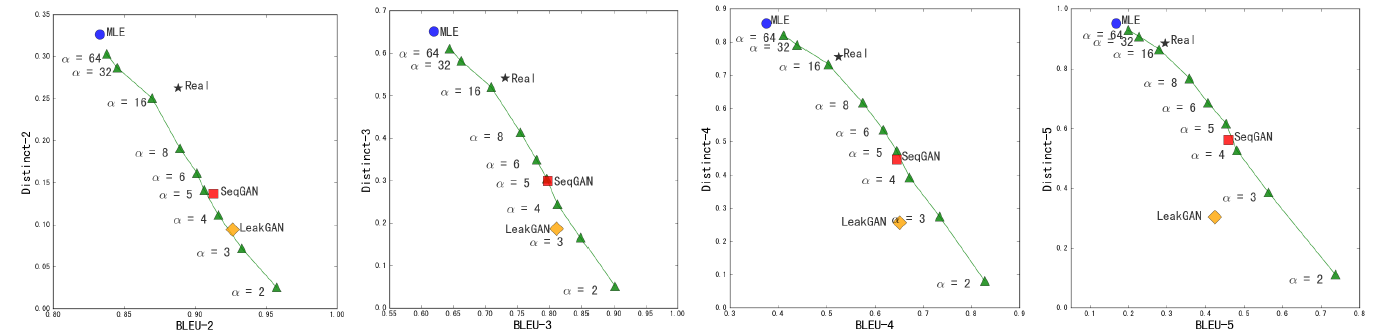 0.35
0.30
0.25
0.20
0.15
0.10
0.05
0.00
0.80
0.85
0.90
0.95
1.00
Distinct-2
BLEU-2
MLE
α = 64
α = 32
Real
α = 16
α = 8
α = 6
α = 5
SeqGAN
α = 4
LeakGAN
α = 3
α = 2
0.7
0.6
0.5
0.4
0.3
0.2
0.1
0.0
0.55
0.60
0.65
0.70
0.75
0.80
0.85
0.90
0.95
1.00
Distinct-3
BLEU-3
MLE
α = 64
α = 32
Real
α = 16
α = 8
α = 6
α = 5
SeqGAN
α = 4
LeakGAN
α = 3
α = 2
0.9
0.8
0.7
0.6
0.5
0.4
0.3
0.2
0.1
0.0
0.3
0.4
0.5
0.6
0.7
0.8
0.9
Distinct-4
BLEU-4
MLE
α = 64
α = 32
Real
α = 16
α = 8
α = 6
α = 5
SeqGAN
α = 4
LeakGAN
α = 3
α = 2
1.0
0.8
0.6
0.4
0.2
0.0
0.1
0.2
0.3
0.4
0.5
0.6
0.7
0.8
Distinct-5
BLEU-5
MLE
α = 64
α = 32
Real
α = 16
α = 8
α = 6
α = 5
SeqGAN
α = 4
α = 3
LeakGAN
α = 2